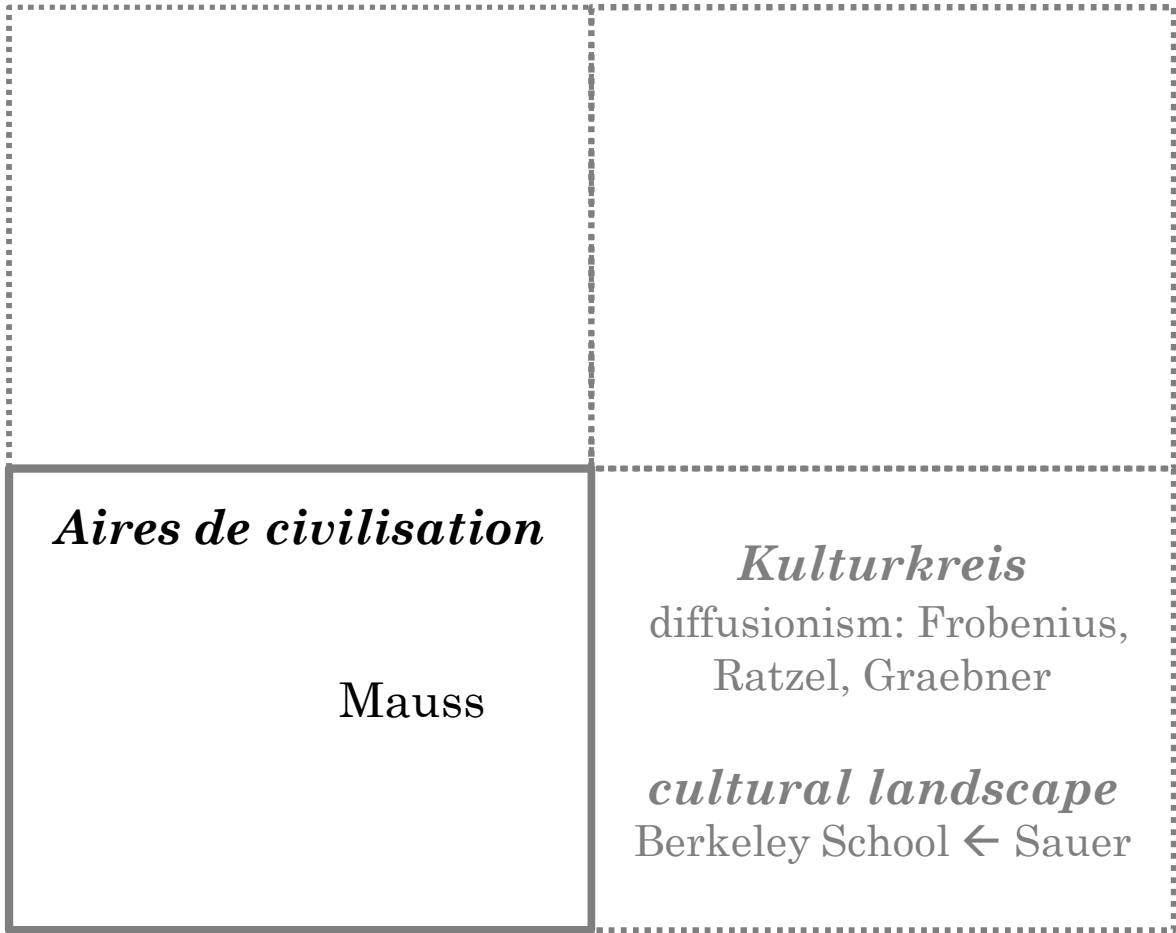 Aires de civilisation
Mauss
Kulturkreis
diffusionism: Frobenius,
Ratzel, Graebner
cultural landscape
Berkeley School ← Sauer